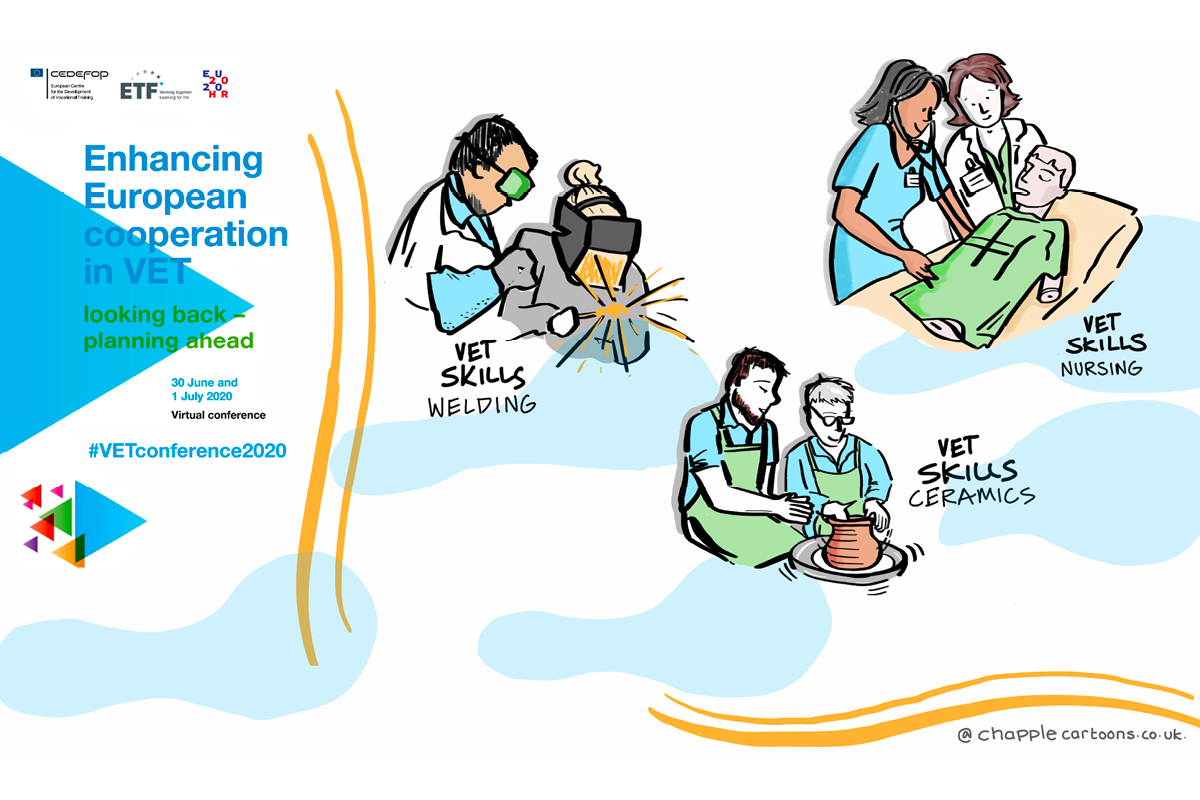 CEDEFOP
European Centre
for the Development
of Vocational Training
ETF
Working together
Learning for life
EU
20
20
HR
Enhancing
European
cooperation
in VET
looking back –
planning ahead
30 June and
1 July 2020
Virtual conference
#VETconference2020
VET
SKILLS
WELDING
VET
SKILLS
NURSING
VET
SKILLS
CERAMICS
@chapplecartoons.co.uk.